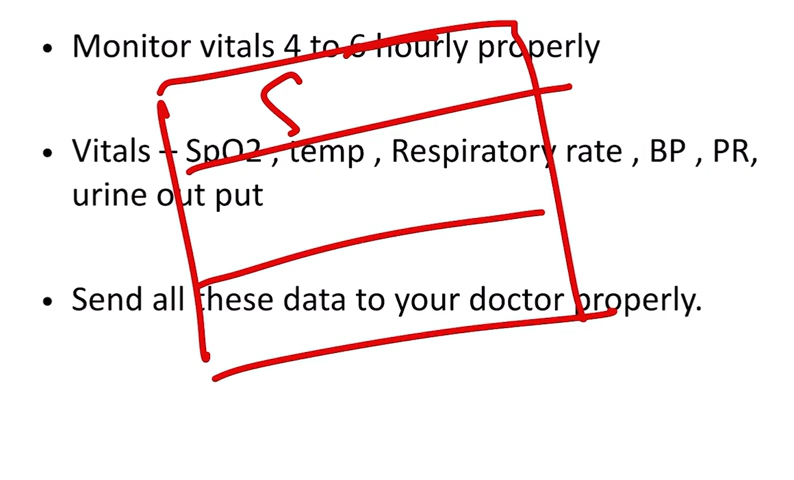 • Monitor vitals 4 to 6 hourly properly
S
• Vitals – SpO2 , temp , Respiratory rate , BP , PR,
urine out put
• Send all these data to your doctor properly.